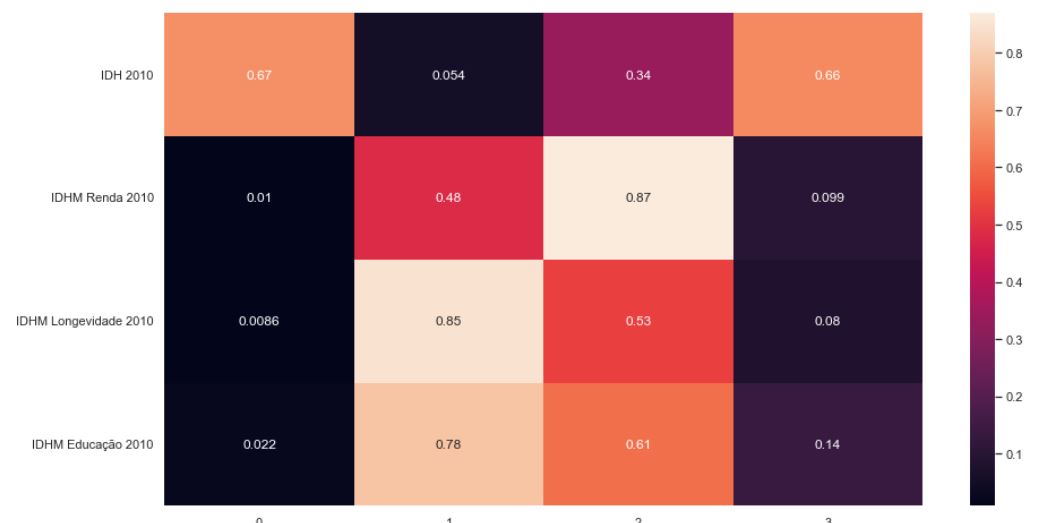 IDH 2010 0.67 0.054 0.34 0.66
IDHM Renda 2010 0.01 0.48 0.87 0.099
IDHM Longevidade 2010 0.0086 0.85 0.53 0.08
IDHM Educação 2010 0.022 0.78 0.61 0.14
0 1 2 3
0.8
0.7
0.6
0.5
0.4
0.3
0.2
0.1